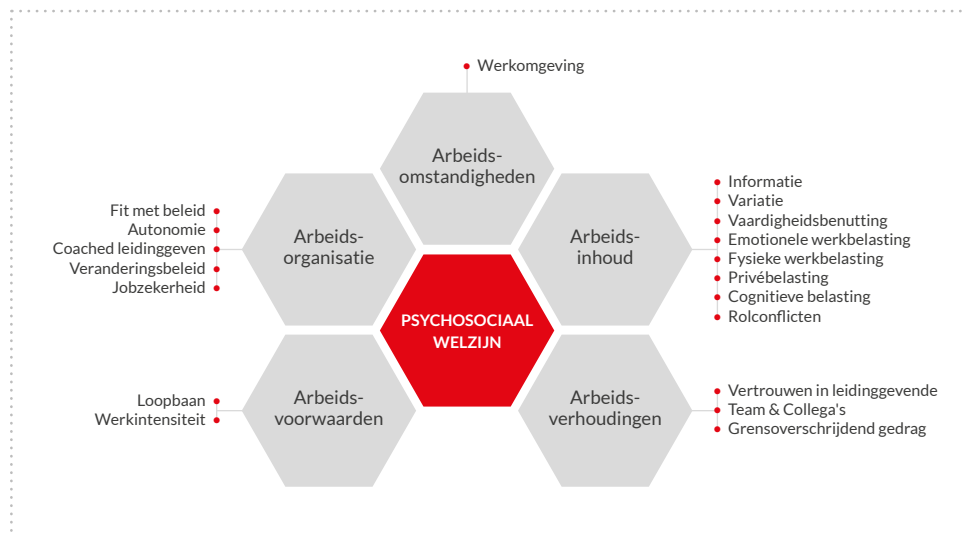 Werkomgeving
Arbeids-
omstandigheden
Fit met beleid
Autonomie
Coached leidinggeven
Veranderingsbeleid
Jobzekerheid
Arbeids-
organisatie
Arbeids-
inhoud
Informatie
Variatie
Vaardigheidsbenutting
Emotionele werkbelasting
Fysieke werkbelasting
Privébelasting
Cognitieve belasting
Rolconflicten
PSYCHOSOCIAAL
WELZIJN
Loopbaan
Werkintensiteit
Arbeids-
voorwaarden
Arbeids-
verhoudingen
Vertrouwen in leidinggevende
Team & Collega's
Grensoverschrijdend gedrag